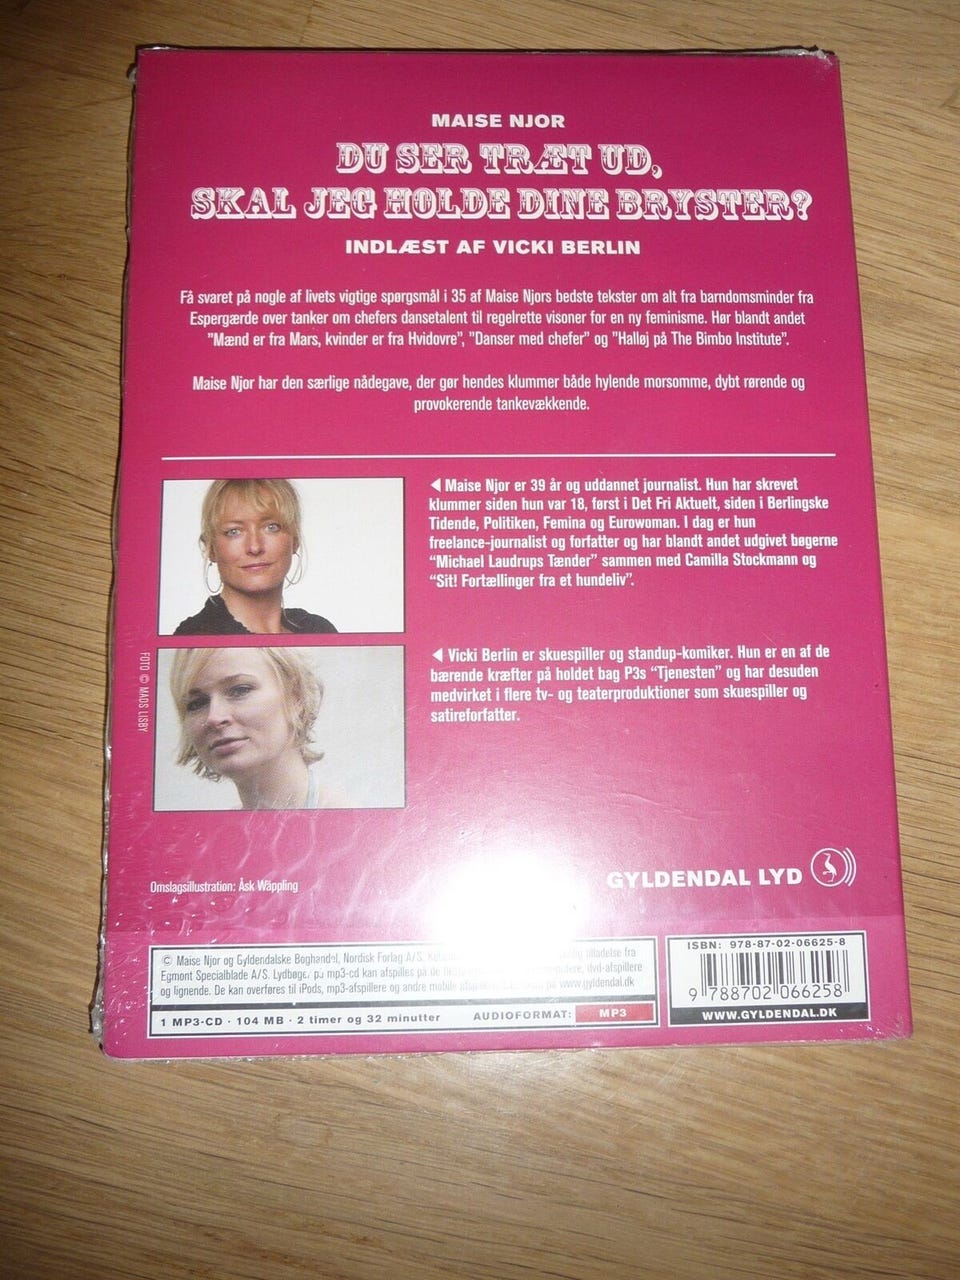 MAISE NJOR
DU SER TRÆT UD,
SKAL JEG HOLDE DINE BRYSTER?
INDLÆST AF VICKI BERLIN
Få svaret på nogle af livets vigtige spørgsmål i 35 af Maise Njors bedste tekster om alt fra barndomsminder fra
Espergærde over tanker om chefers dansetalent til regelrette visoner for en ny feminisme. Hør blandt andet
"Mænd er fra Mars, kvinder er fra Hvidovre", "Danser med chefer" og "Halløj på The Bimbo Institute".
Maise Njor har den særlige nådegave, der gør hendes klummer både hylende morsomme, dybt rørende og
provokerende tankevækkende.
◀ Maise Njor er 39 år og uddannet journalist. Hun har skrevet
klummer siden hun var 18, først i Det Fri Aktuelt, siden i Berlingske
Tidende, Politiken, Femina og Eurowoman. I dag er hun
freelance-journalist og forfatter og har blandt andet udgivet bøgerne
“Michael Laudrups Tænder” sammen med Camilla Stockmann og
“Sit! Fortællinger fra et hundeliv”.
◀ Vicki Berlin er skuespiller og standup-komiker. Hun er en af de
bærende kræfter på holdet bag P3s “Tjenesten” og har desuden
medvirket i flere tv- og teaterproduktioner som skuespiller og
satireforfatter.
FOTO © MADS LISBY
Omslagsillustration: Åsk Wäppling
GYLDENDAL LYD
© Maise Njor og Gyldendalske Boghandel, Nordisk Forlag A/S. tilladelse fra
Egmont Specialblade A/S. Lydbøger på mp3-cd kan afspilles på de dvd-afspillere
og lignende. De kan overføres til iPods, mp3-afspillere og andre mobile på www.gyldendal.dk
1 MP3-CD · 104 MB · 2 timer og 32 minutter AUDIOFORMAT: MP3
ISBN: 978-87-02-06625-8
9 788702 066258
WWW.GYLDENDAL.DK